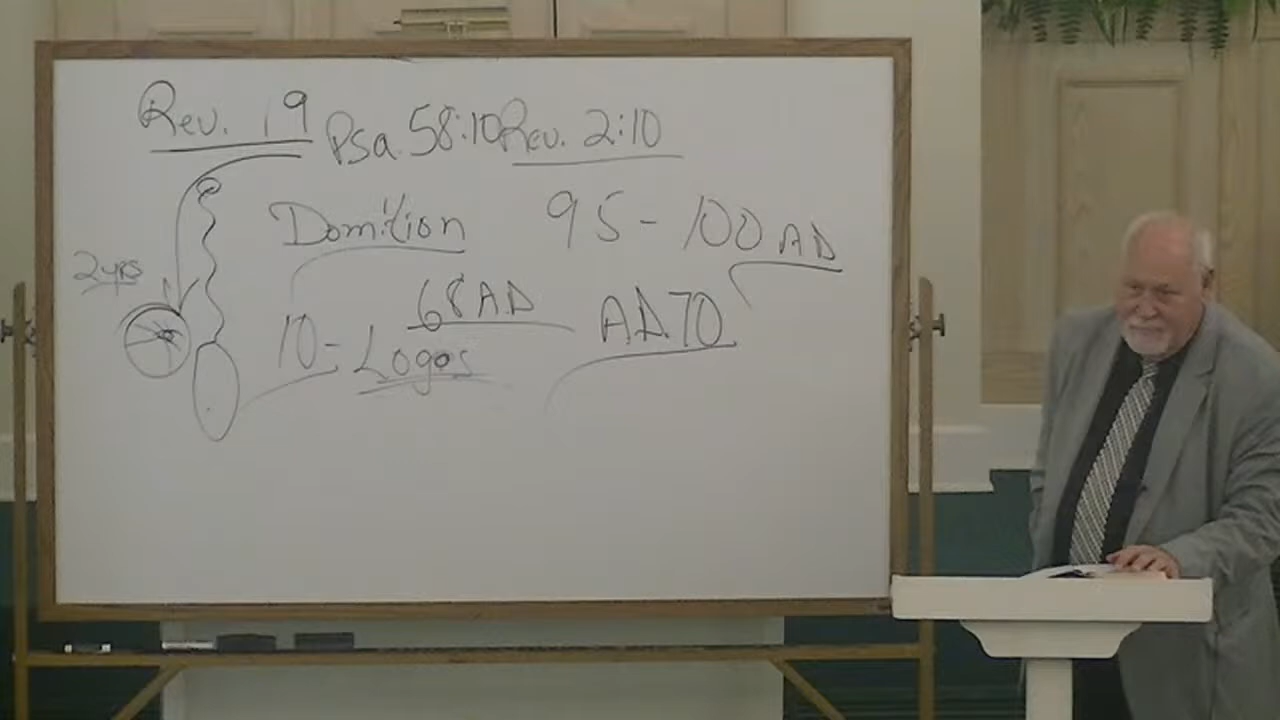 Rev. 19 Psa. 58:10 Rev. 2:10
Domition 95-100 AD
2yrs
68 AD AD.70
10- Logos